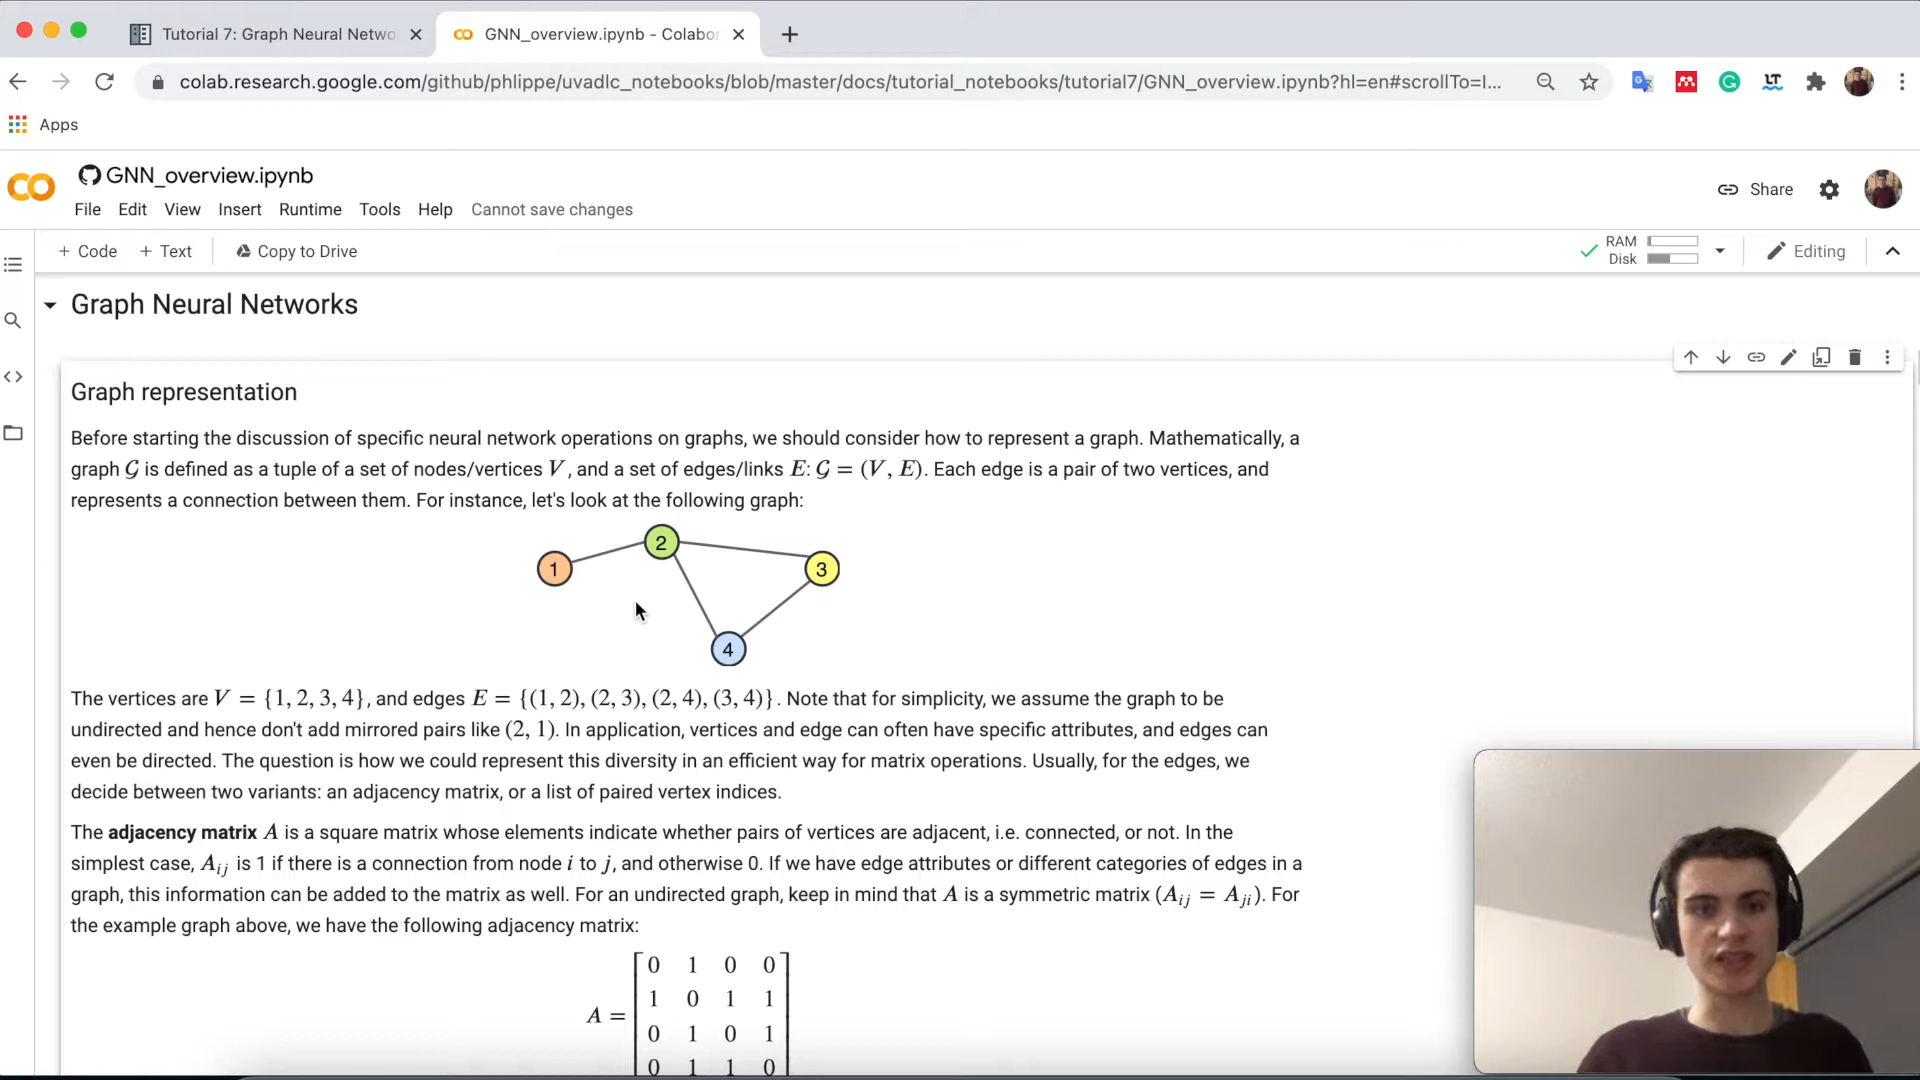 Tutorial 7: Graph Neural Netwo
GNN_overview.ipynb - Colabor
colab.research.google.com/github/phlippe/uvadlc_notebooks/blob/master/docs/tutorial_notebooks/tutorial7/GNN_overview.ipynb?hl=en#scrollTo=I...
Apps
GNN_overview.ipynb
File Edit View Insert Runtime Tools Help Cannot save changes
Share
+ Code + Text Copy to Drive
RAM
Disk
Editing
Graph Neural Networks
Graph representation
Before starting the discussion of specific neural network operations on graphs, we should consider how to represent a graph. Mathematically, a
graph 𝒢 is defined as a tuple of a set of nodes/vertices V, and a set of edges/links E: 𝒢 = (V, E). Each edge is a pair of two vertices, and
represents a connection between them. For instance, let's look at the following graph:
2
1
3
4
The vertices are V = {1, 2, 3, 4}, and edges E = {(1, 2), (2, 3), (2, 4), (3, 4)}. Note that for simplicity, we assume the graph to be
undirected and hence don't add mirrored pairs like (2, 1). In application, vertices and edge can often have specific attributes, and edges can
even be directed. The question is how we could represent this diversity in an efficient way for matrix operations. Usually, for the edges, we
decide between two variants: an adjacency matrix, or a list of paired vertex indices.
The adjacency matrix A is a square matrix whose elements indicate whether pairs of vertices are adjacent, i.e. connected, or not. In the
simplest case, A_ij is 1 if there is a connection from node i to j, and otherwise 0. If we have edge attributes or different categories of edges in a
graph, this information can be added to the matrix as well. For an undirected graph, keep in mind that A is a symmetric matrix (A_ij = A_ji). For
the example graph above, we have the following adjacency matrix:
0 1 0 0
1 0 1 1
A =
0 1 0 1
0 1 1 0